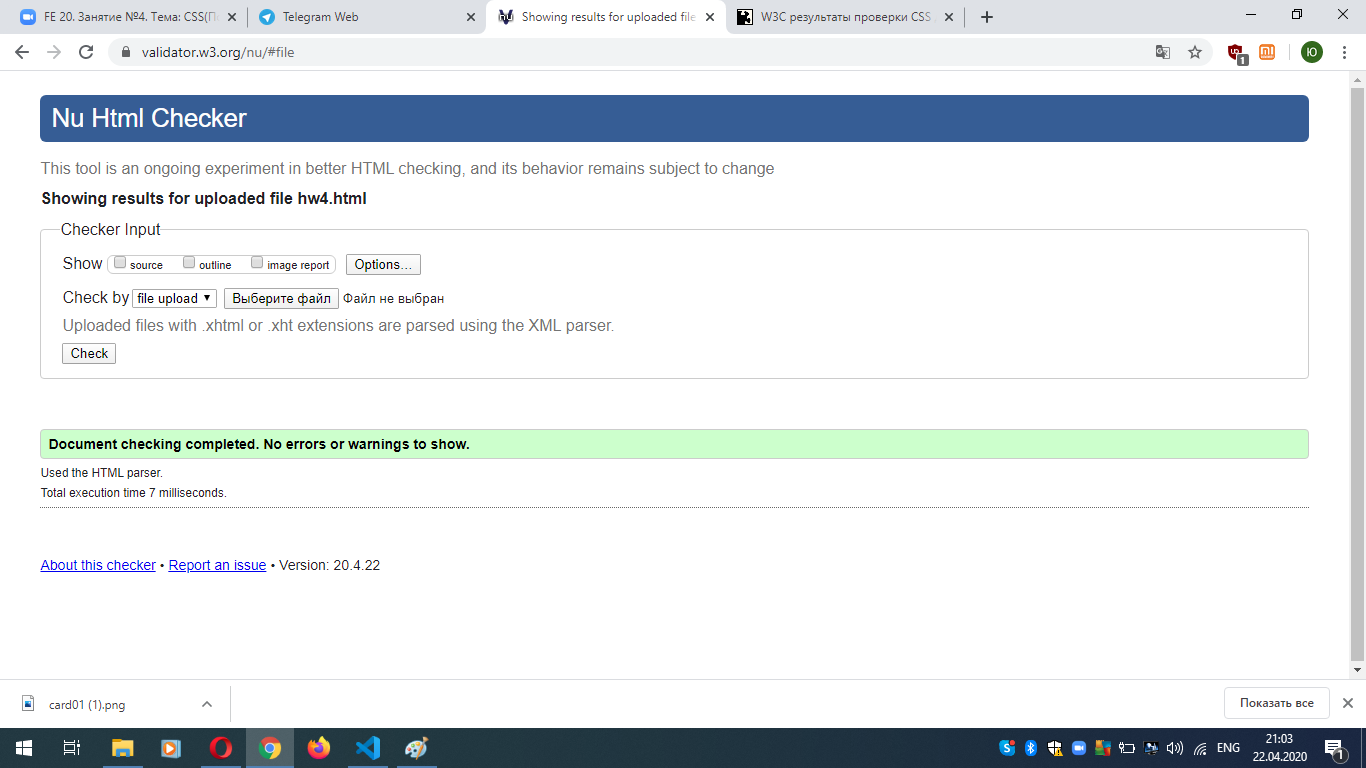 FE 20. Занятие №4. Тема: CSS(П
Telegram Web
Showing results for uploaded file
W3C результаты проверки CSS
validator.w3.org/nu/#file
1
Ю
Nu Html Checker
This tool is an ongoing experiment in better HTML checking, and its behavior remains subject to change
Showing results for uploaded file hw4.html
Checker Input
Show source outline image report Options...
Check by file upload Выберите файл Файл не выбран
Uploaded files with .xhtml or .xht extensions are parsed using the XML parser.
Check
Document checking completed. No errors or warnings to show.
Used the HTML parser.
Total execution time 7 milliseconds.
About this checker • Report an issue • Version: 20.4.22
card01 (1).png
Показать все
ENG
21:03
22.04.2020
1